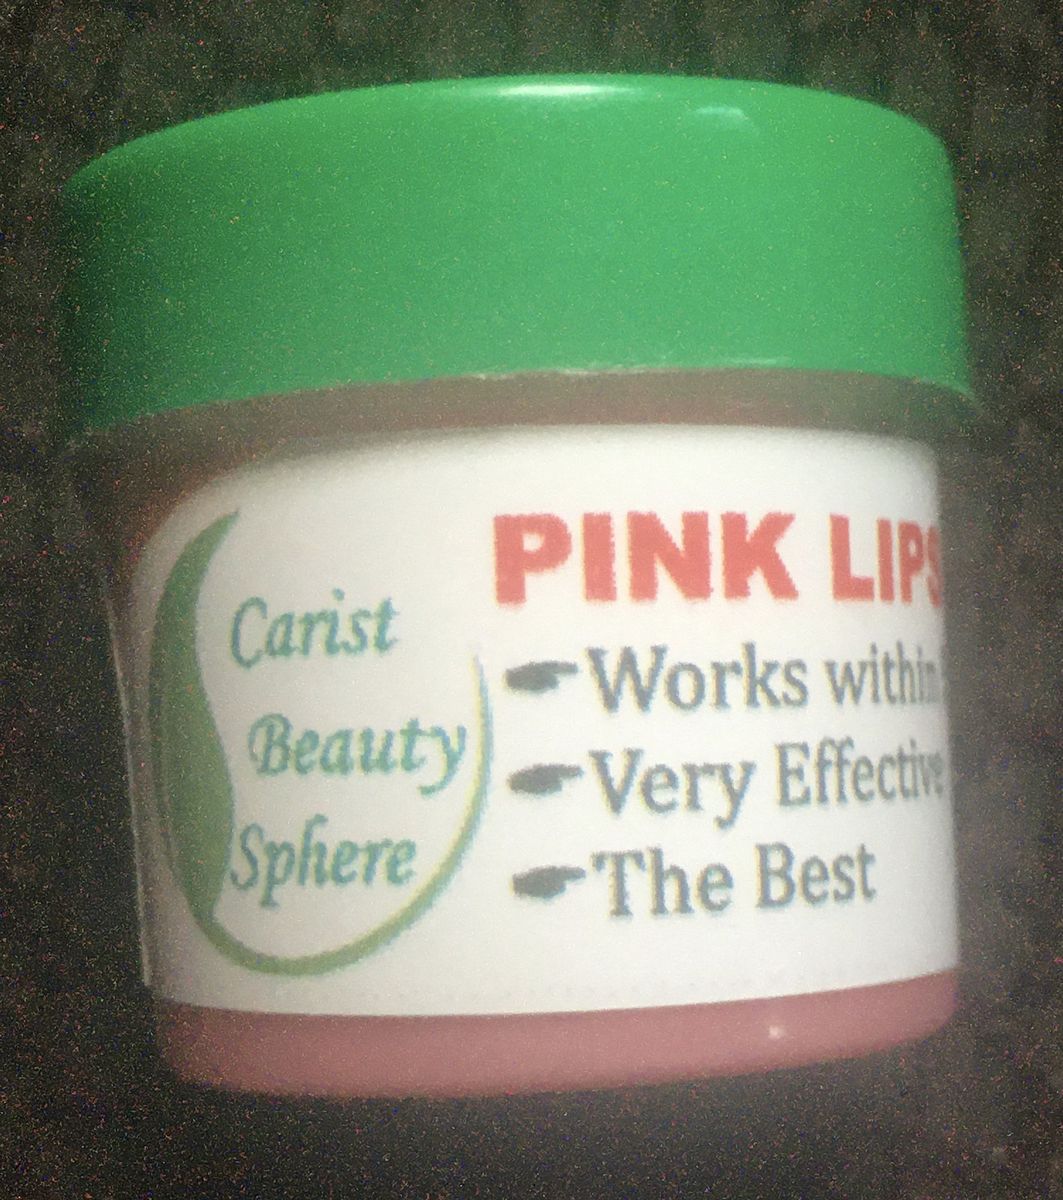 Carist
Beauty
Sphere
PINK LIPS
Works within
Very Effective
The Best